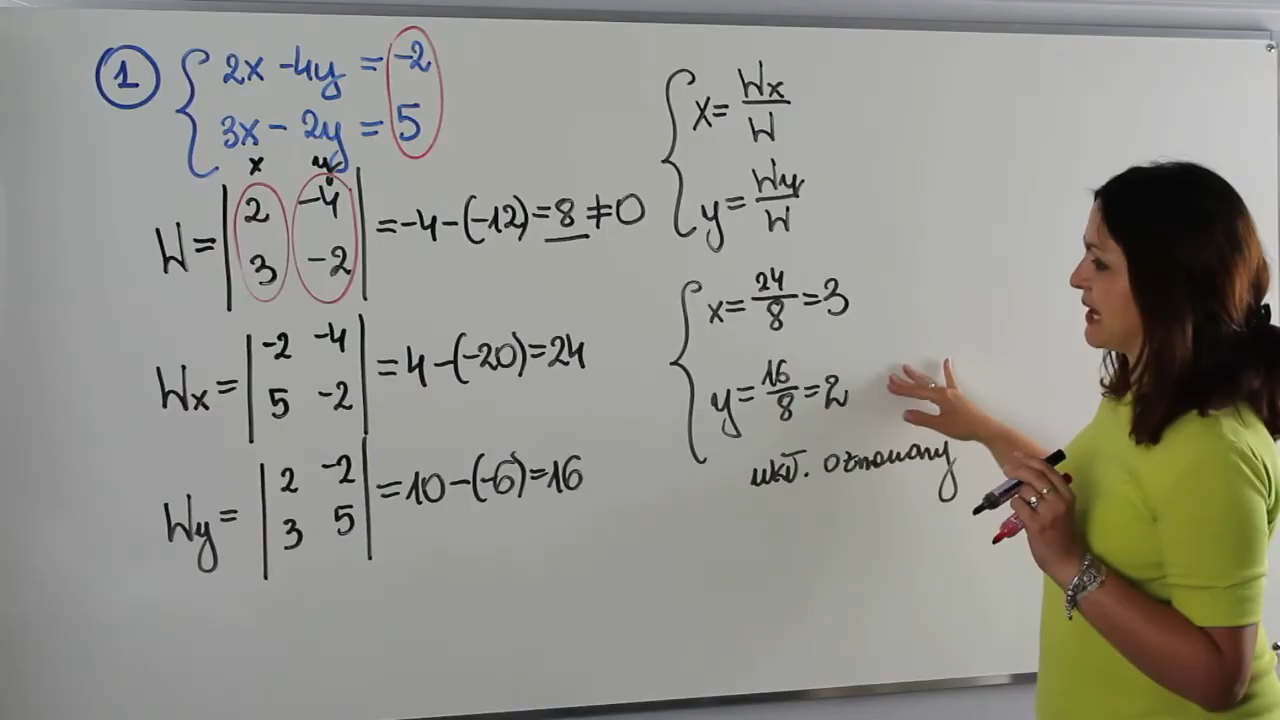 1 { 2x - 4y = -2
3x - 2y = 5
x y
W = | 2 -4 | = -4 - (-12) = 8 ≠ 0
| 3 -2 |
Wx = | -2 -4 | = 4 - (-20) = 24
| 5 -2 |
Wy = | 2 -2 | = 10 - (-6) = 16
| 3 5 |
{ x = Wx/W
y = Wy/W
{ x = 24/8 = 3
y = 16/8 = 2
ukł. oznaczony